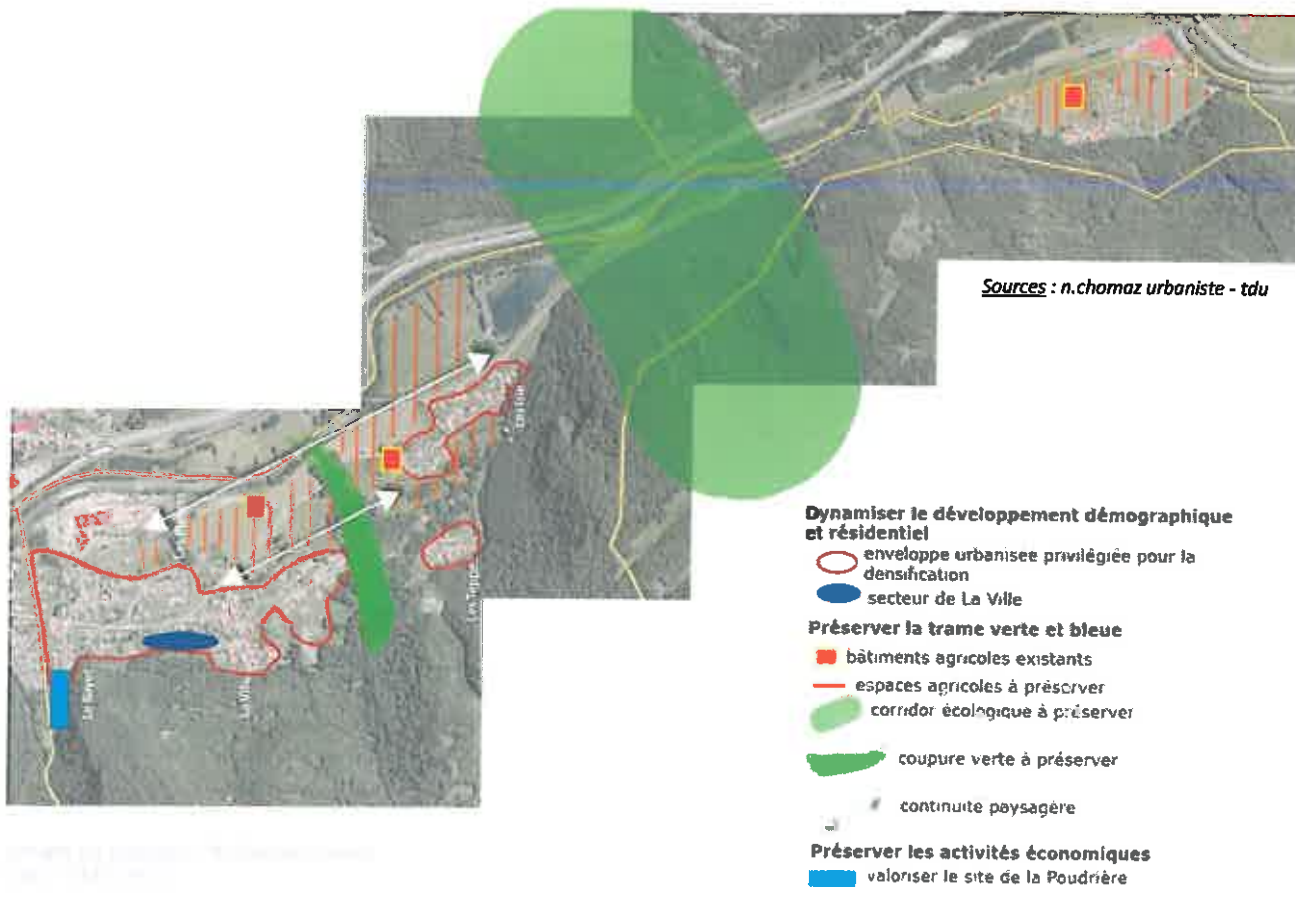 Sources : n.chomaz urbaniste - tdu
La Ville
Dynamiser le développement démographique
et résidentiel
enveloppe urbanisée privilégiée pour la
densification
secteur de La Ville
Préserver la trame verte et bleue
bâtiments agricoles existants
espaces agricoles à préserver
corridor écologique à préserver
coupure verte à préserver
continuité paysagère
Préserver les activités économiques
valoriser le site de la Poudrière